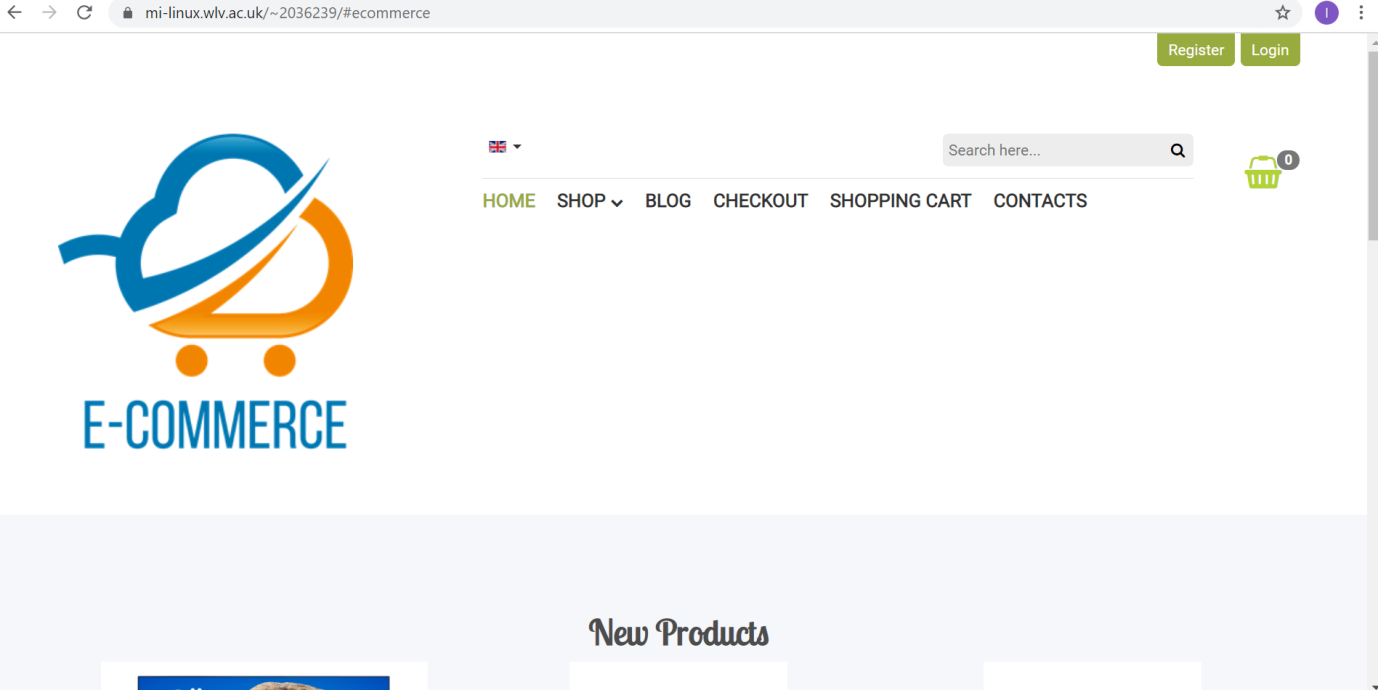 mi-linux.wlv.ac.uk/~2036239/#ecommerce
I
Register Login
Search here...
0
HOME SHOP BLOG CHECKOUT SHOPPING CART CONTACTS
E-COMMERCE
New Products